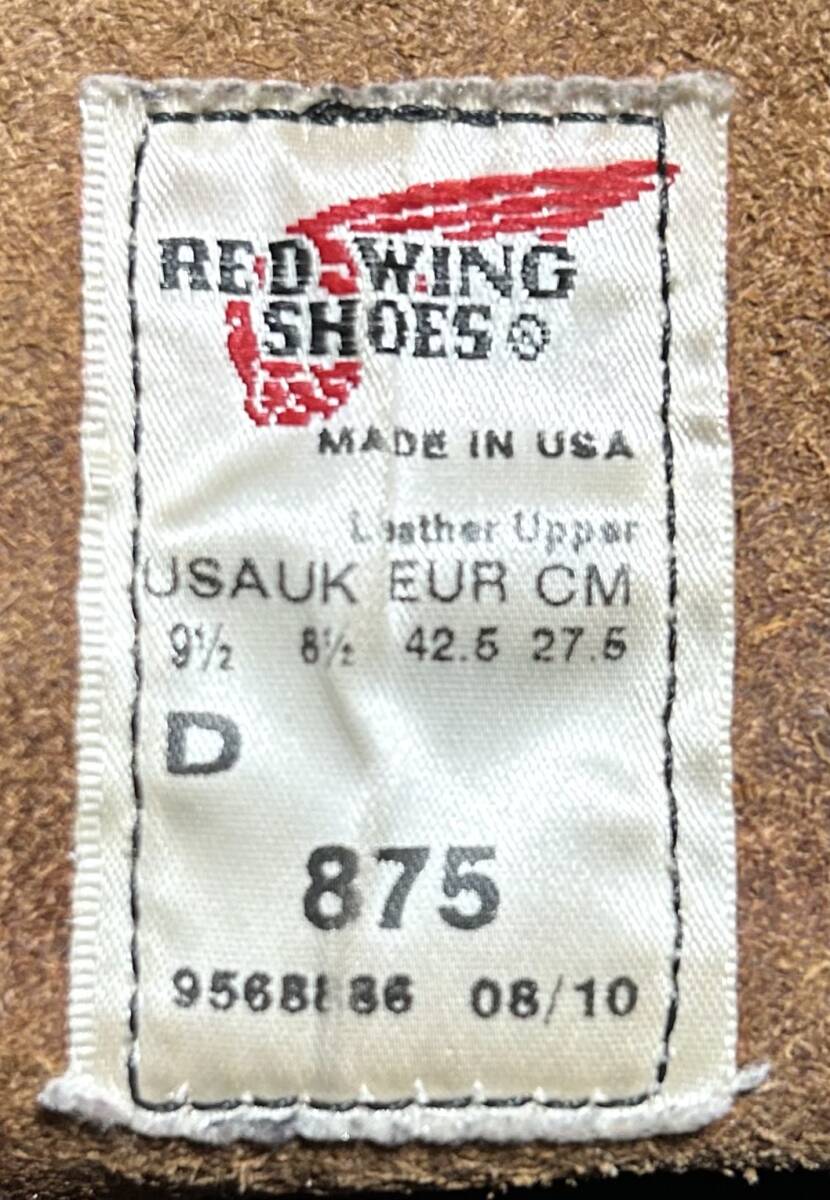 RED WING
SHOES ®
MADE IN USA
Leather Upper
USA UK EUR CM
9½ 8½ 42.5 27.5
D
875
08/10